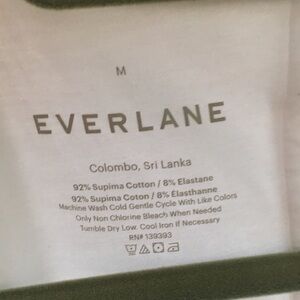 M
EVERLANE
Colombo, Sri Lanka
92% Supima Cotton / 8% Elastane
92% Supima Coton / 8% Élasthanne
Machine Wash Cold Gentle Cycle With Like Colors
Only Non Chlorine Bleach When Needed
Tumble Dry Low. Cool Iron If Necessary
RN# 139393